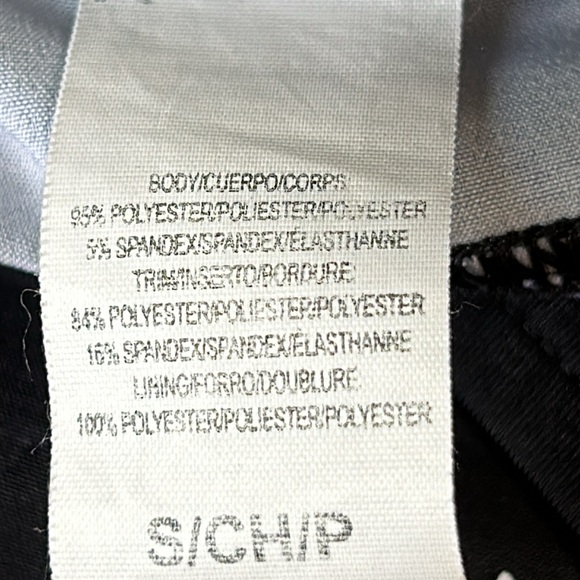 BODY/CUERPO/CORPS
95% POLYESTER/POLIESTER/POLYESTER
5% SPANDEX/SPANDEX/ÉLASTHANNE
TRIM/INSERTO/BORDURE:
84% POLYESTER/POLIESTER/POLYESTER
16% SPANDEX/SPANDEX/ÉLASTHANNE
LINING/FORRO/DOUBLURE:
100% POLYESTER/POLIESTER/POLYESTER
S/CH/P